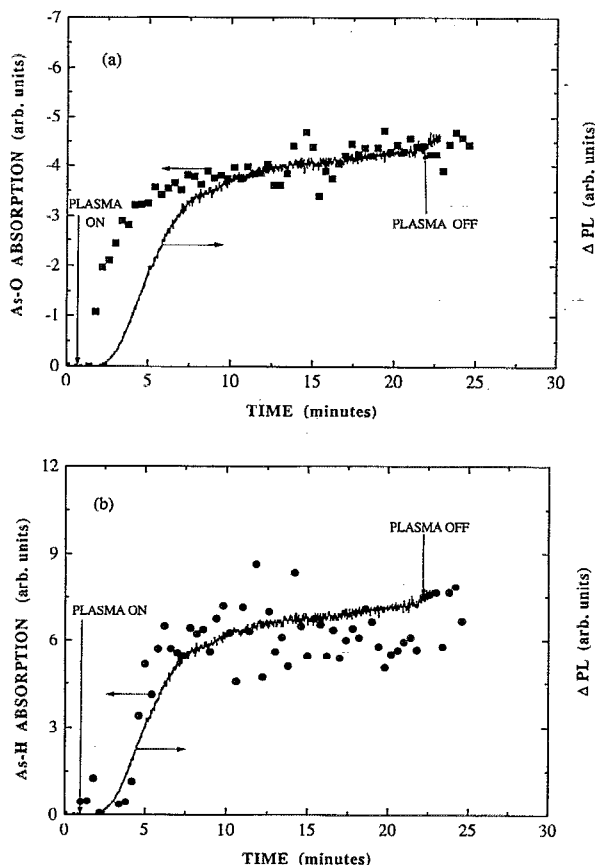 (a)
-7
-6
-5
-4
-3
-2
-1
0
As-O ABSORPTION (arb. units)
PLASMA
ON
PLASMA OFF
Δ PL (arb. units)
0 5 10 15 20 25 30
TIME (minutes)
(b)
12
9
6
3
0
As-H ABSORPTION (arb. units)
PLASMA ON
PLASMA OFF
Δ PL (arb. units)
0 5 10 15 20 25 30
TIME (minutes)